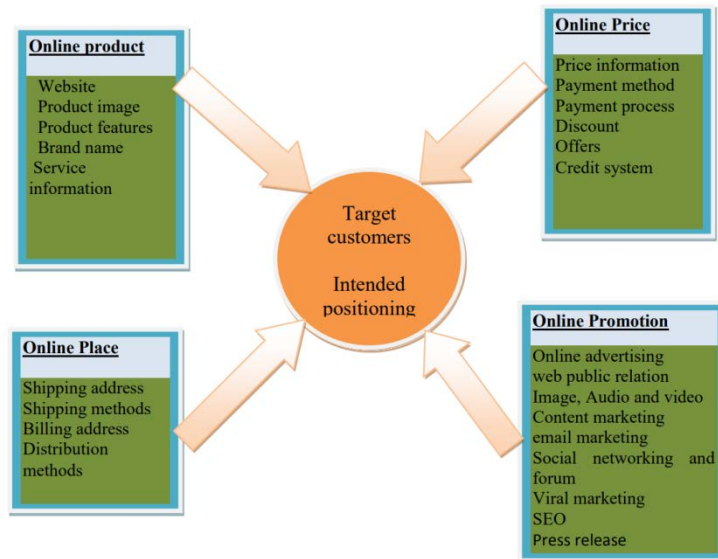 Online product
Website
Product image
Product features
Brand name
Service
information
Online Price
Price information
Payment method
Payment process
Discount
Offers
Credit system
Target
customers
Intended
positioning
Online Place
Shipping address
Shipping methods
Billing address
Distribution
methods
Online Promotion
Online advertising
web public relation
Image, Audio and video
Content marketing
email marketing
Social networking and
forum
Viral marketing
SEO
Press release